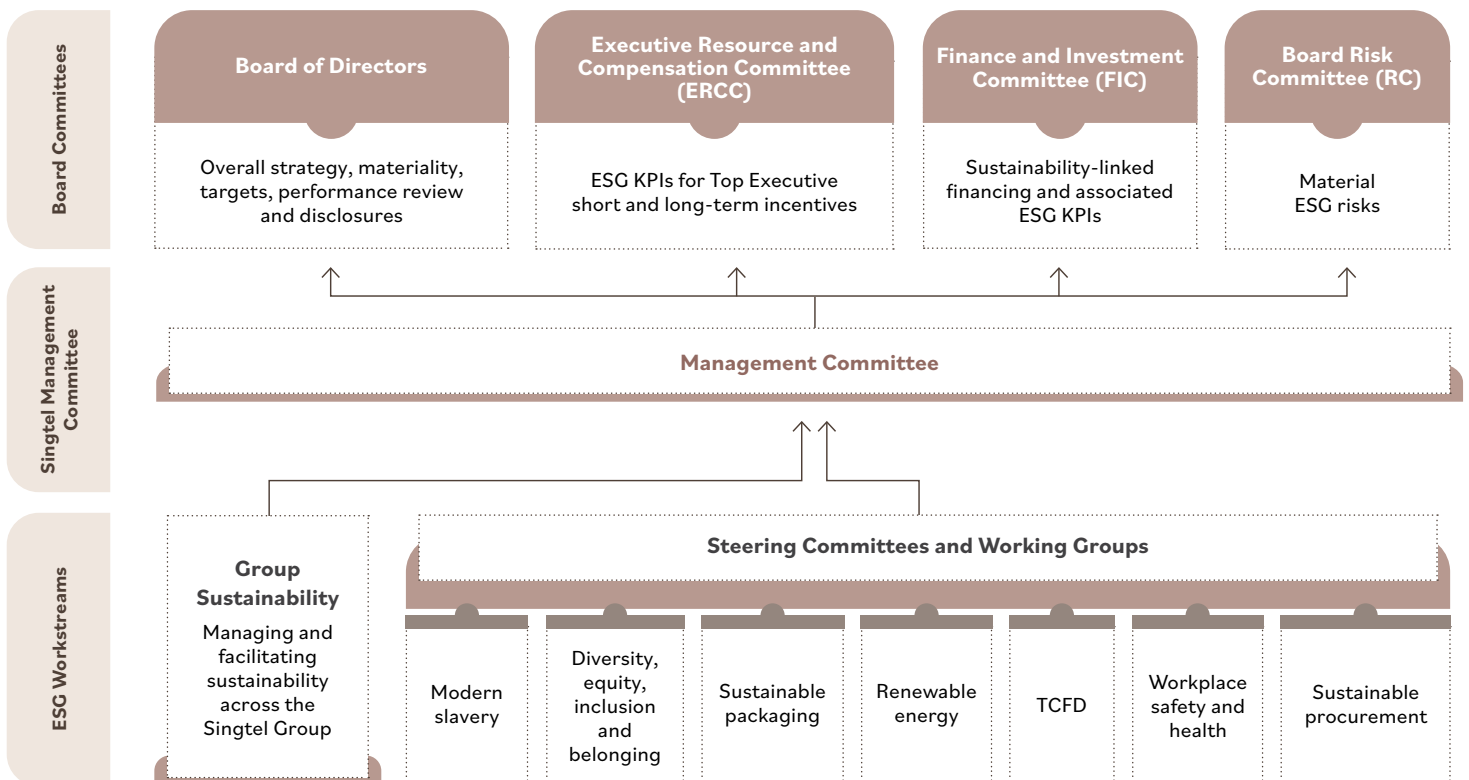 Board Committees
Board of Directors
Overall strategy, materiality,
targets, performance review
and disclosures
Executive Resource and
Compensation Committee
(ERCC)
ESG KPIs for Top Executive
short and long-term incentives
Finance and Investment
Committee (FIC)
Sustainability-linked
financing and associated
ESG KPIs
Board Risk
Committee (RC)
Material
ESG risks
Singtel Management
Committee
Management Committee
ESG Workstreams
Group
Sustainability
Managing and
facilitating
sustainability
across the
Singtel Group
Steering Committees and Working Groups
Modern
slavery
Diversity,
equity,
inclusion
and
belonging
Sustainable
packaging
Renewable
energy
TCFD
Workplace
safety and
health
Sustainable
procurement